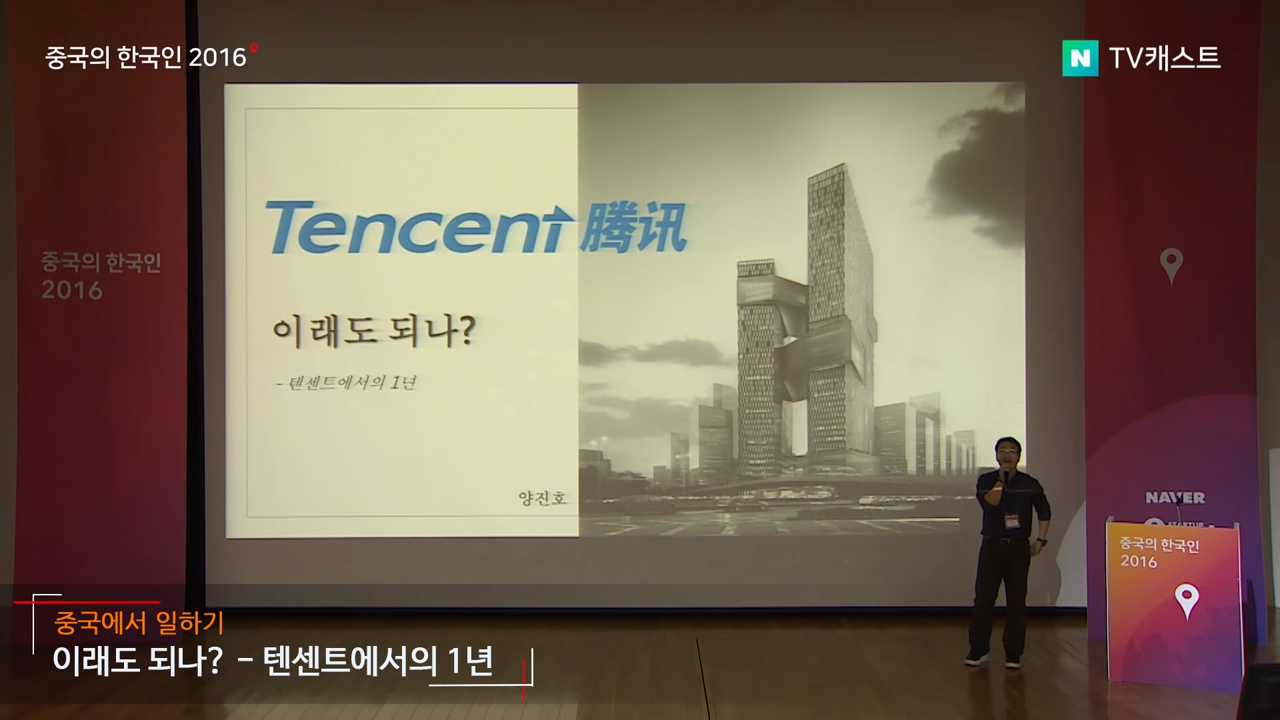 중국의 한국인 2016
N TV캐스트
Tencent 腾讯
이래도 되나?
- 텐센트에서의 1년
양진호
중국의 한국인
2016
NAVER
STARTUP
중국의 한국인
2016
중국에서 일하기
이래도 되나? - 텐센트에서의 1년